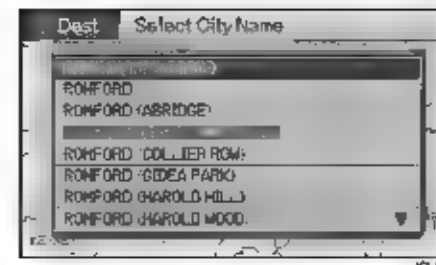 Dest Select City Name
ROMFORD
ROMFORD (ABRIDGE)
ROMFORD (COLLIER ROW)
ROMFORD (GIDEA PARK)
ROMFORD (HAROLD HILL)
ROMFORD (HAROLD WOOD)